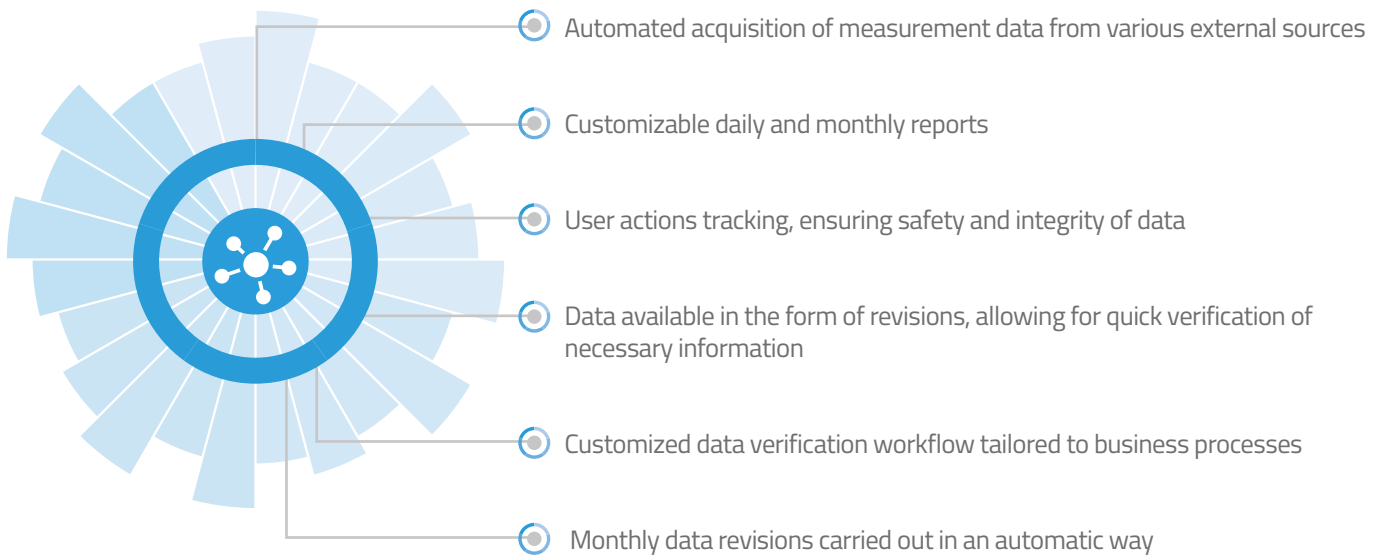 Automated acquisition of measurement data from various external sources
Customizable daily and monthly reports
User actions tracking, ensuring safety and integrity of data
Data available in the form of revisions, allowing for quick verification of
necessary information
Customized data verification workflow tailored to business processes
Monthly data revisions carried out in an automatic way